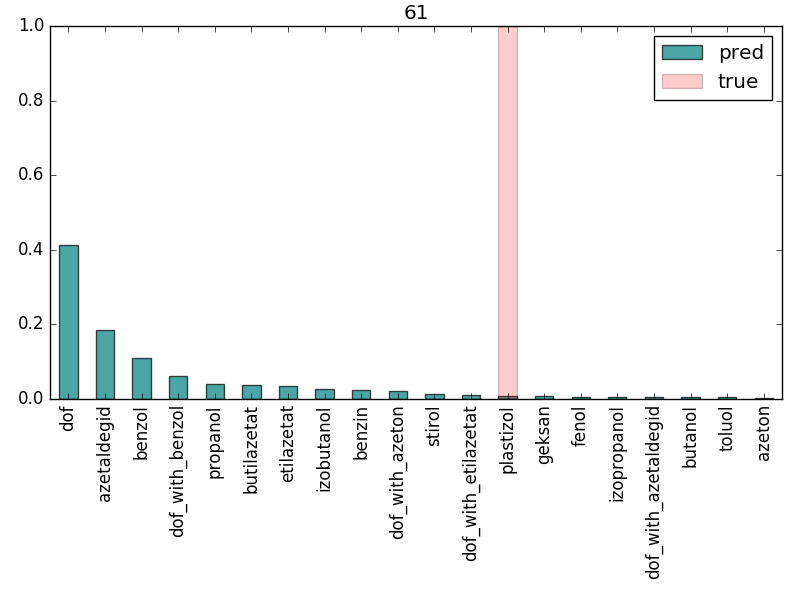 61
1.0
0.8
0.6
0.4
0.2
0.0
pred
true
dof
azetaldegid
benzol
dof_with_benzol
propanol
butilazetat
etilazetat
izobutanol
benzin
dof_with_azeton
stirol
dof_with_etilazetat
plastizol
geksan
fenol
izopropanol
dof_with_azetaldegid
butanol
toluol
azeton